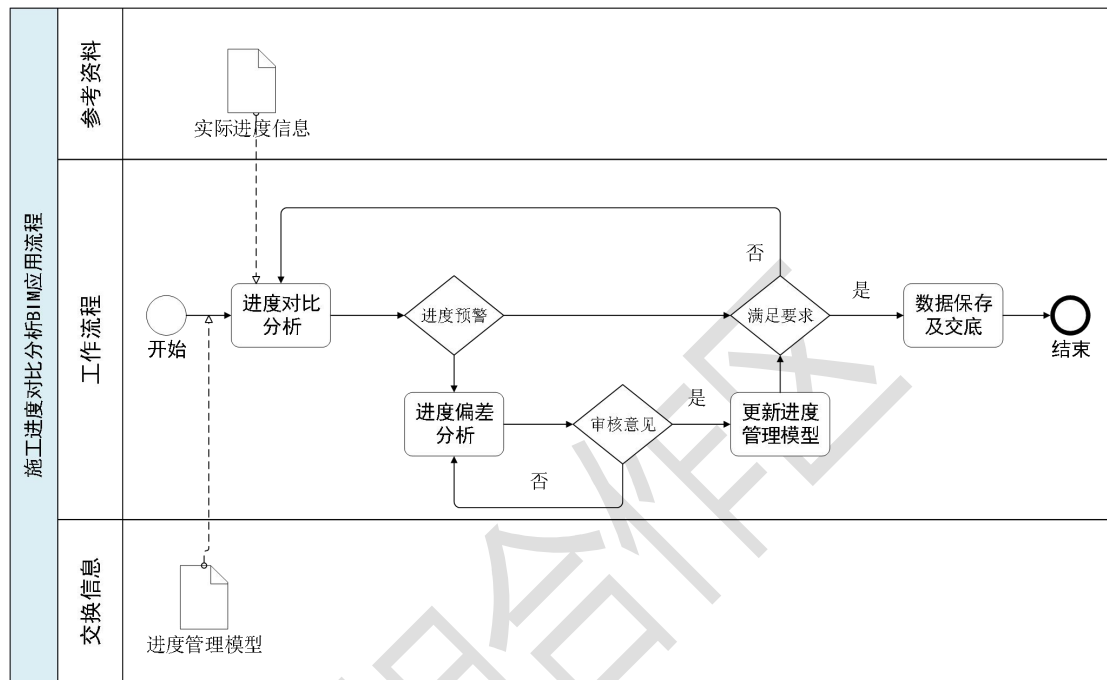 施工进度对比分析BIM应用流程
参考资料
实际进度信息
工作流程
开始
进度对比
分析
进度预警
否
满足要求
是
数据保存
及交底
结束
进度偏差
分析
审核意见
是
更新进度
管理模型
否
交换信息
进度管理模型
合作区